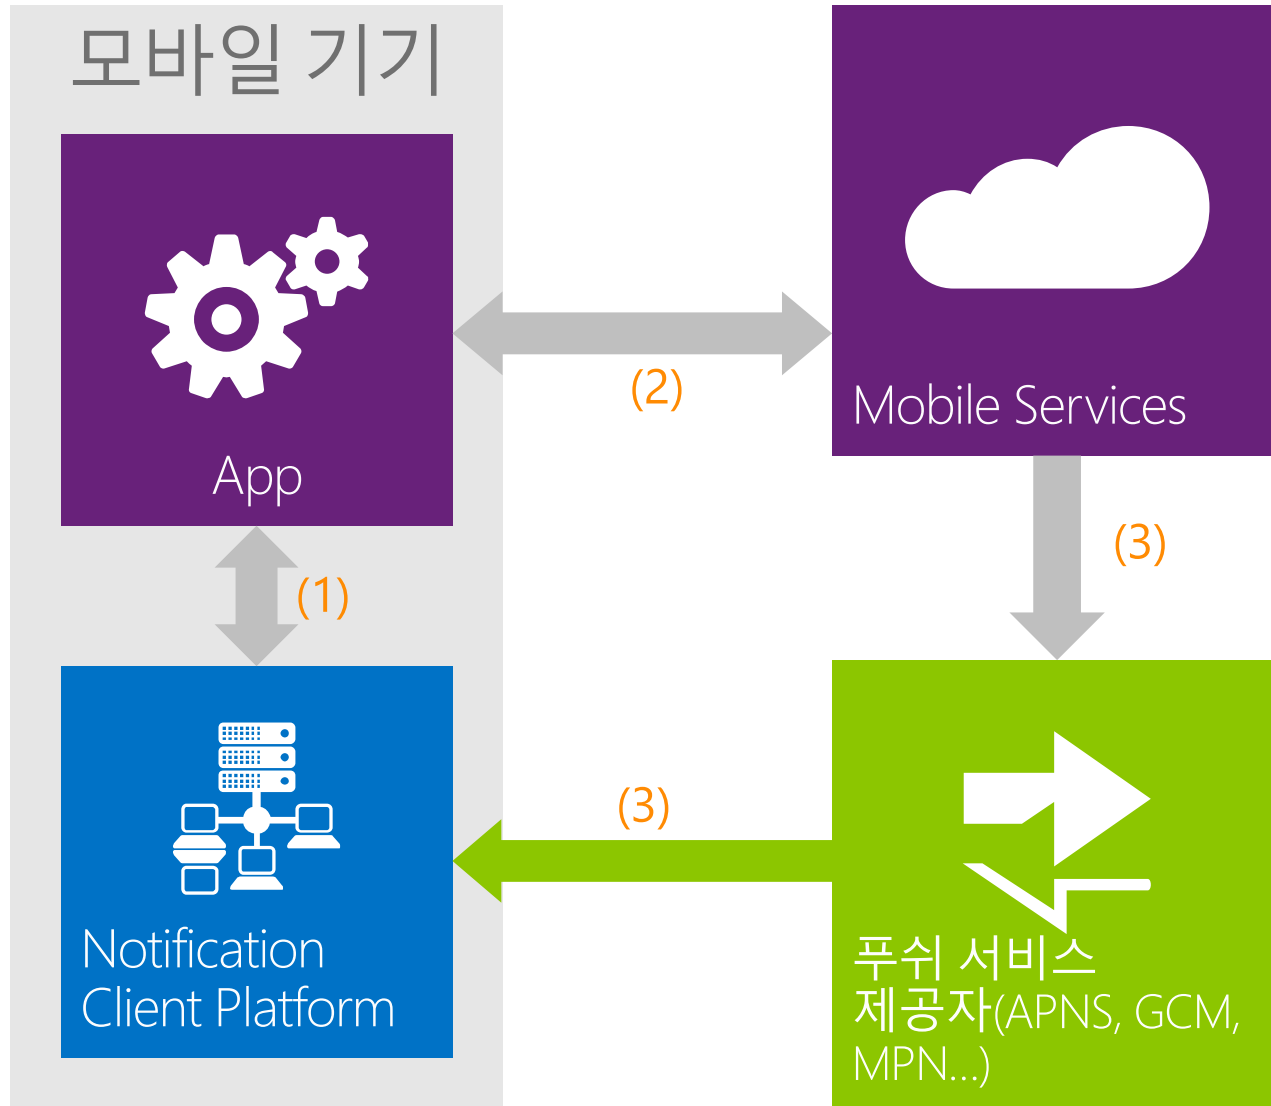 모바일 기기
App
(1)
Notification
Client Platform
(2)
Mobile Services
(3)
(3)
푸쉬 서비스
제공자(APNS, GCM,
MPN...)